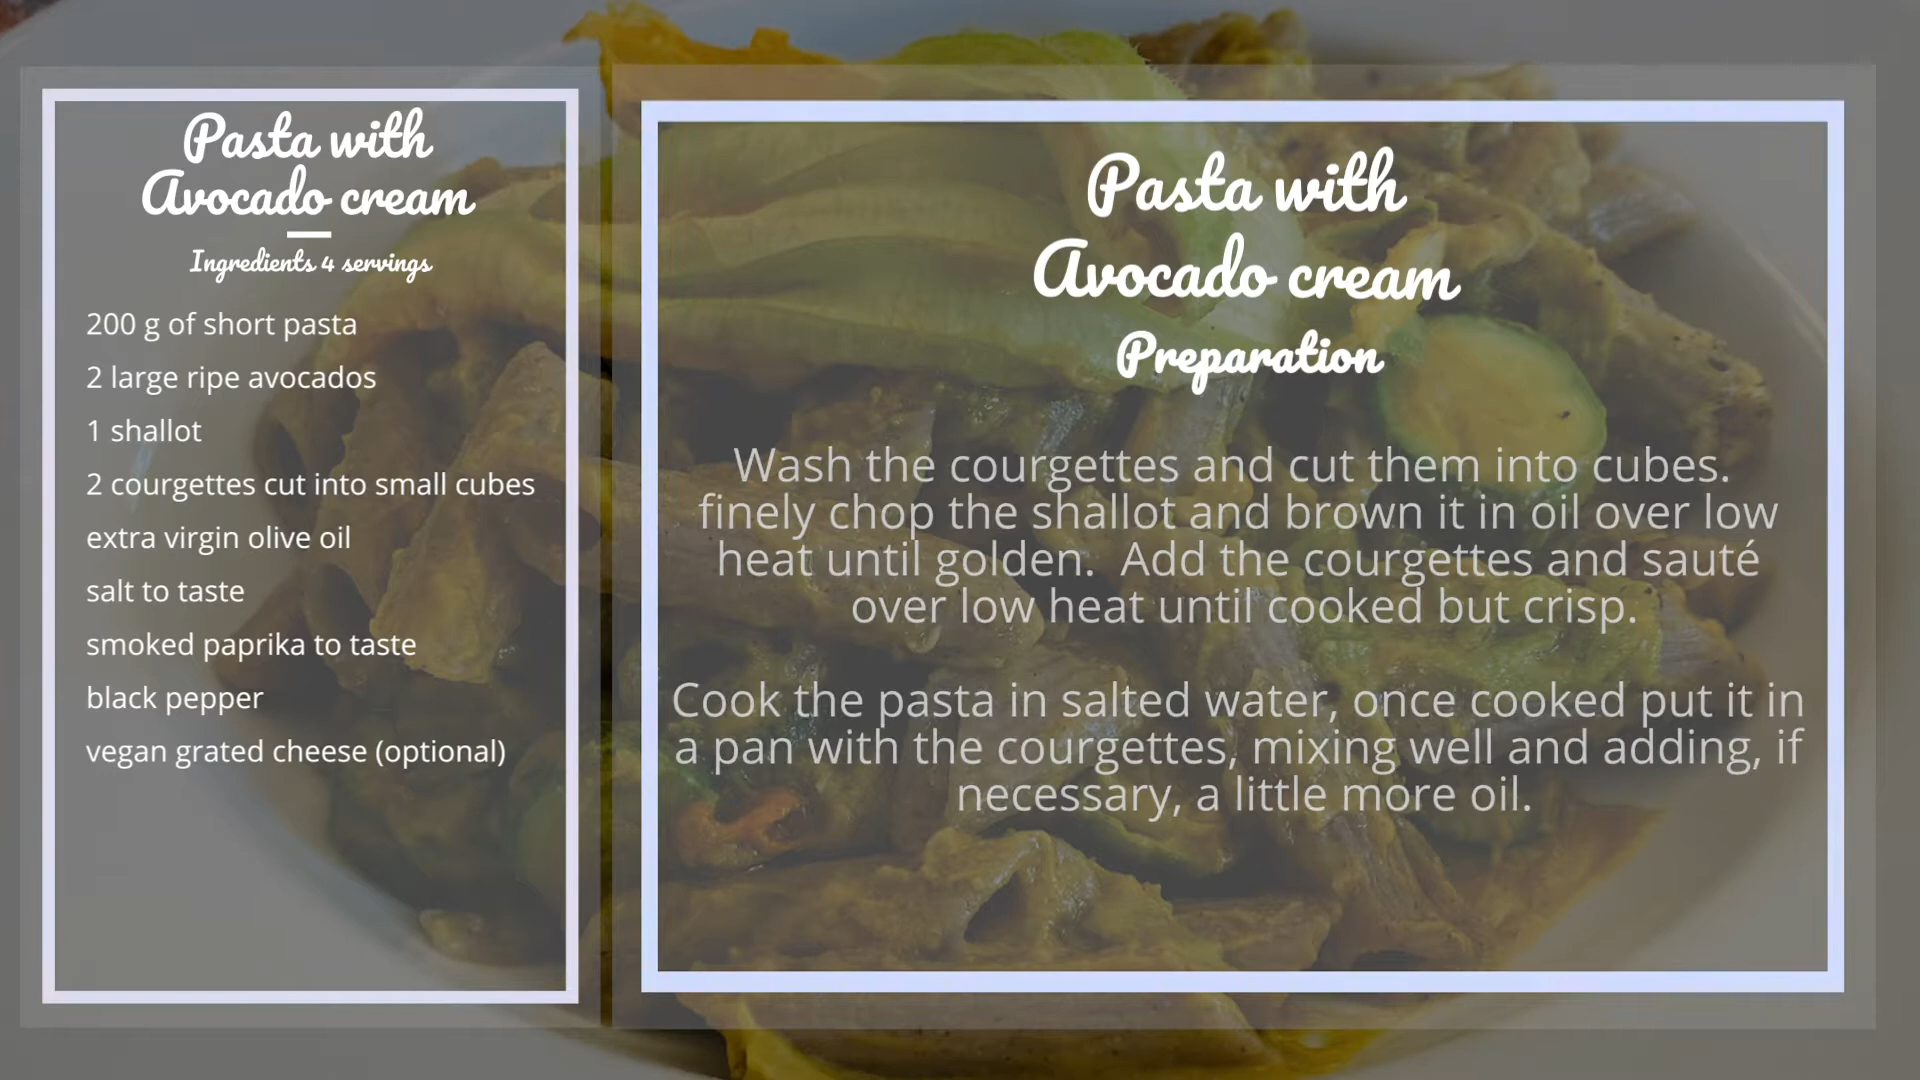 Pasta with
Avocado cream
Ingredients 4 servings
200 g of short pasta
2 large ripe avocados
1 shallot
2 courgettes cut into small cubes
extra virgin olive oil
salt to taste
smoked paprika to taste
black pepper
vegan grated cheese (optional)
Pasta with
Avocado cream
Preparation
Wash the courgettes and cut them into cubes.
finely chop the shallot and brown it in oil over low
heat until golden.  Add the courgettes and sauté
over low heat until cooked but crisp.
Cook the pasta in salted water, once cooked put it in
a pan with the courgettes, mixing well and adding, if
necessary, a little more oil.